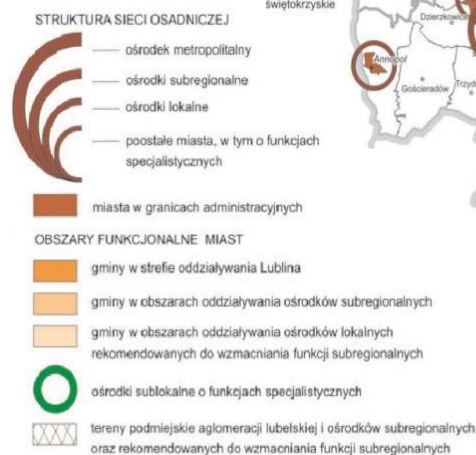 świętokrzyskie
Annopol
Gościeradów
STRUKTURA SIECI OSADNICZEJ
ośrodek metropolitalny
ośrodki subregionalne
ośrodki lokalne
poostałe miasta, w tym o funkcjach
specjalistycznych
miasta w granicach administracyjnych
OBSZARY FUNKCJONALNE MIAST
gminy w strefie oddziaływania Lublina
gminy w obszarach oddziaływania ośrodków subregionalnych
gminy w obszarach oddziaływania ośrodków lokalnych
rekomendowanych do wzmacniania funkcji subregionalnych
ośrodki sublokalne o funkcjach specjalistycznych
tereny podmiejskie aglomeracji lubelskiej i ośrodków subregionalnych
oraz rekomendowanych do wzmacniania funkcji subregionalnych